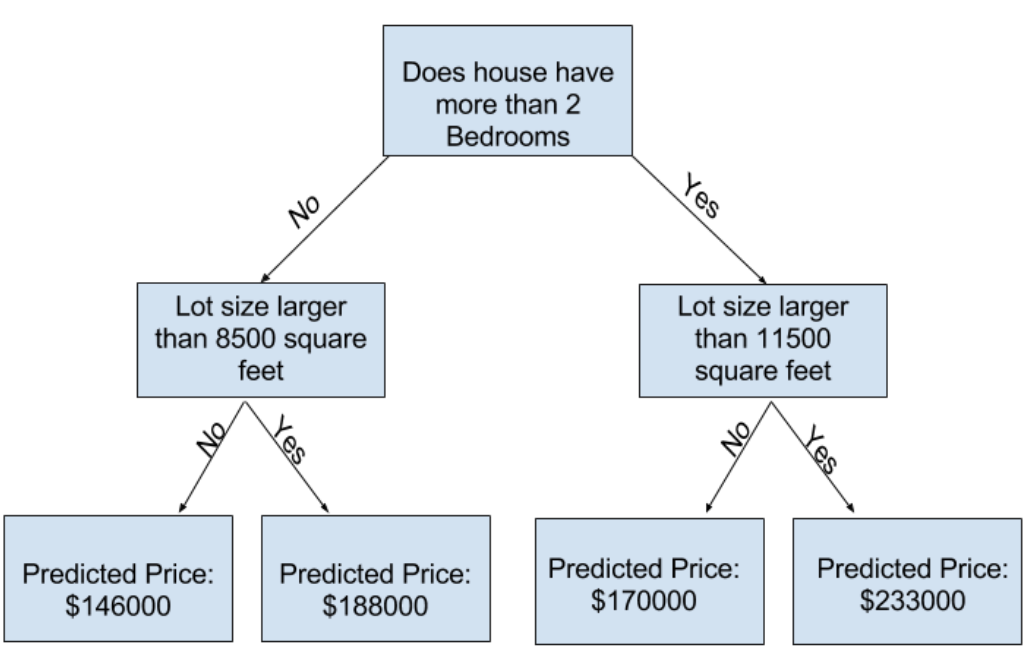 Does house have
more than 2
Bedrooms
No
Yes
Lot size larger
than 8500 square
feet
Lot size larger
than 11500
square feet
No
Yes
No
Yes
Predicted Price:
$146000
Predicted Price:
$188000
Predicted Price:
$170000
Predicted Price:
$233000